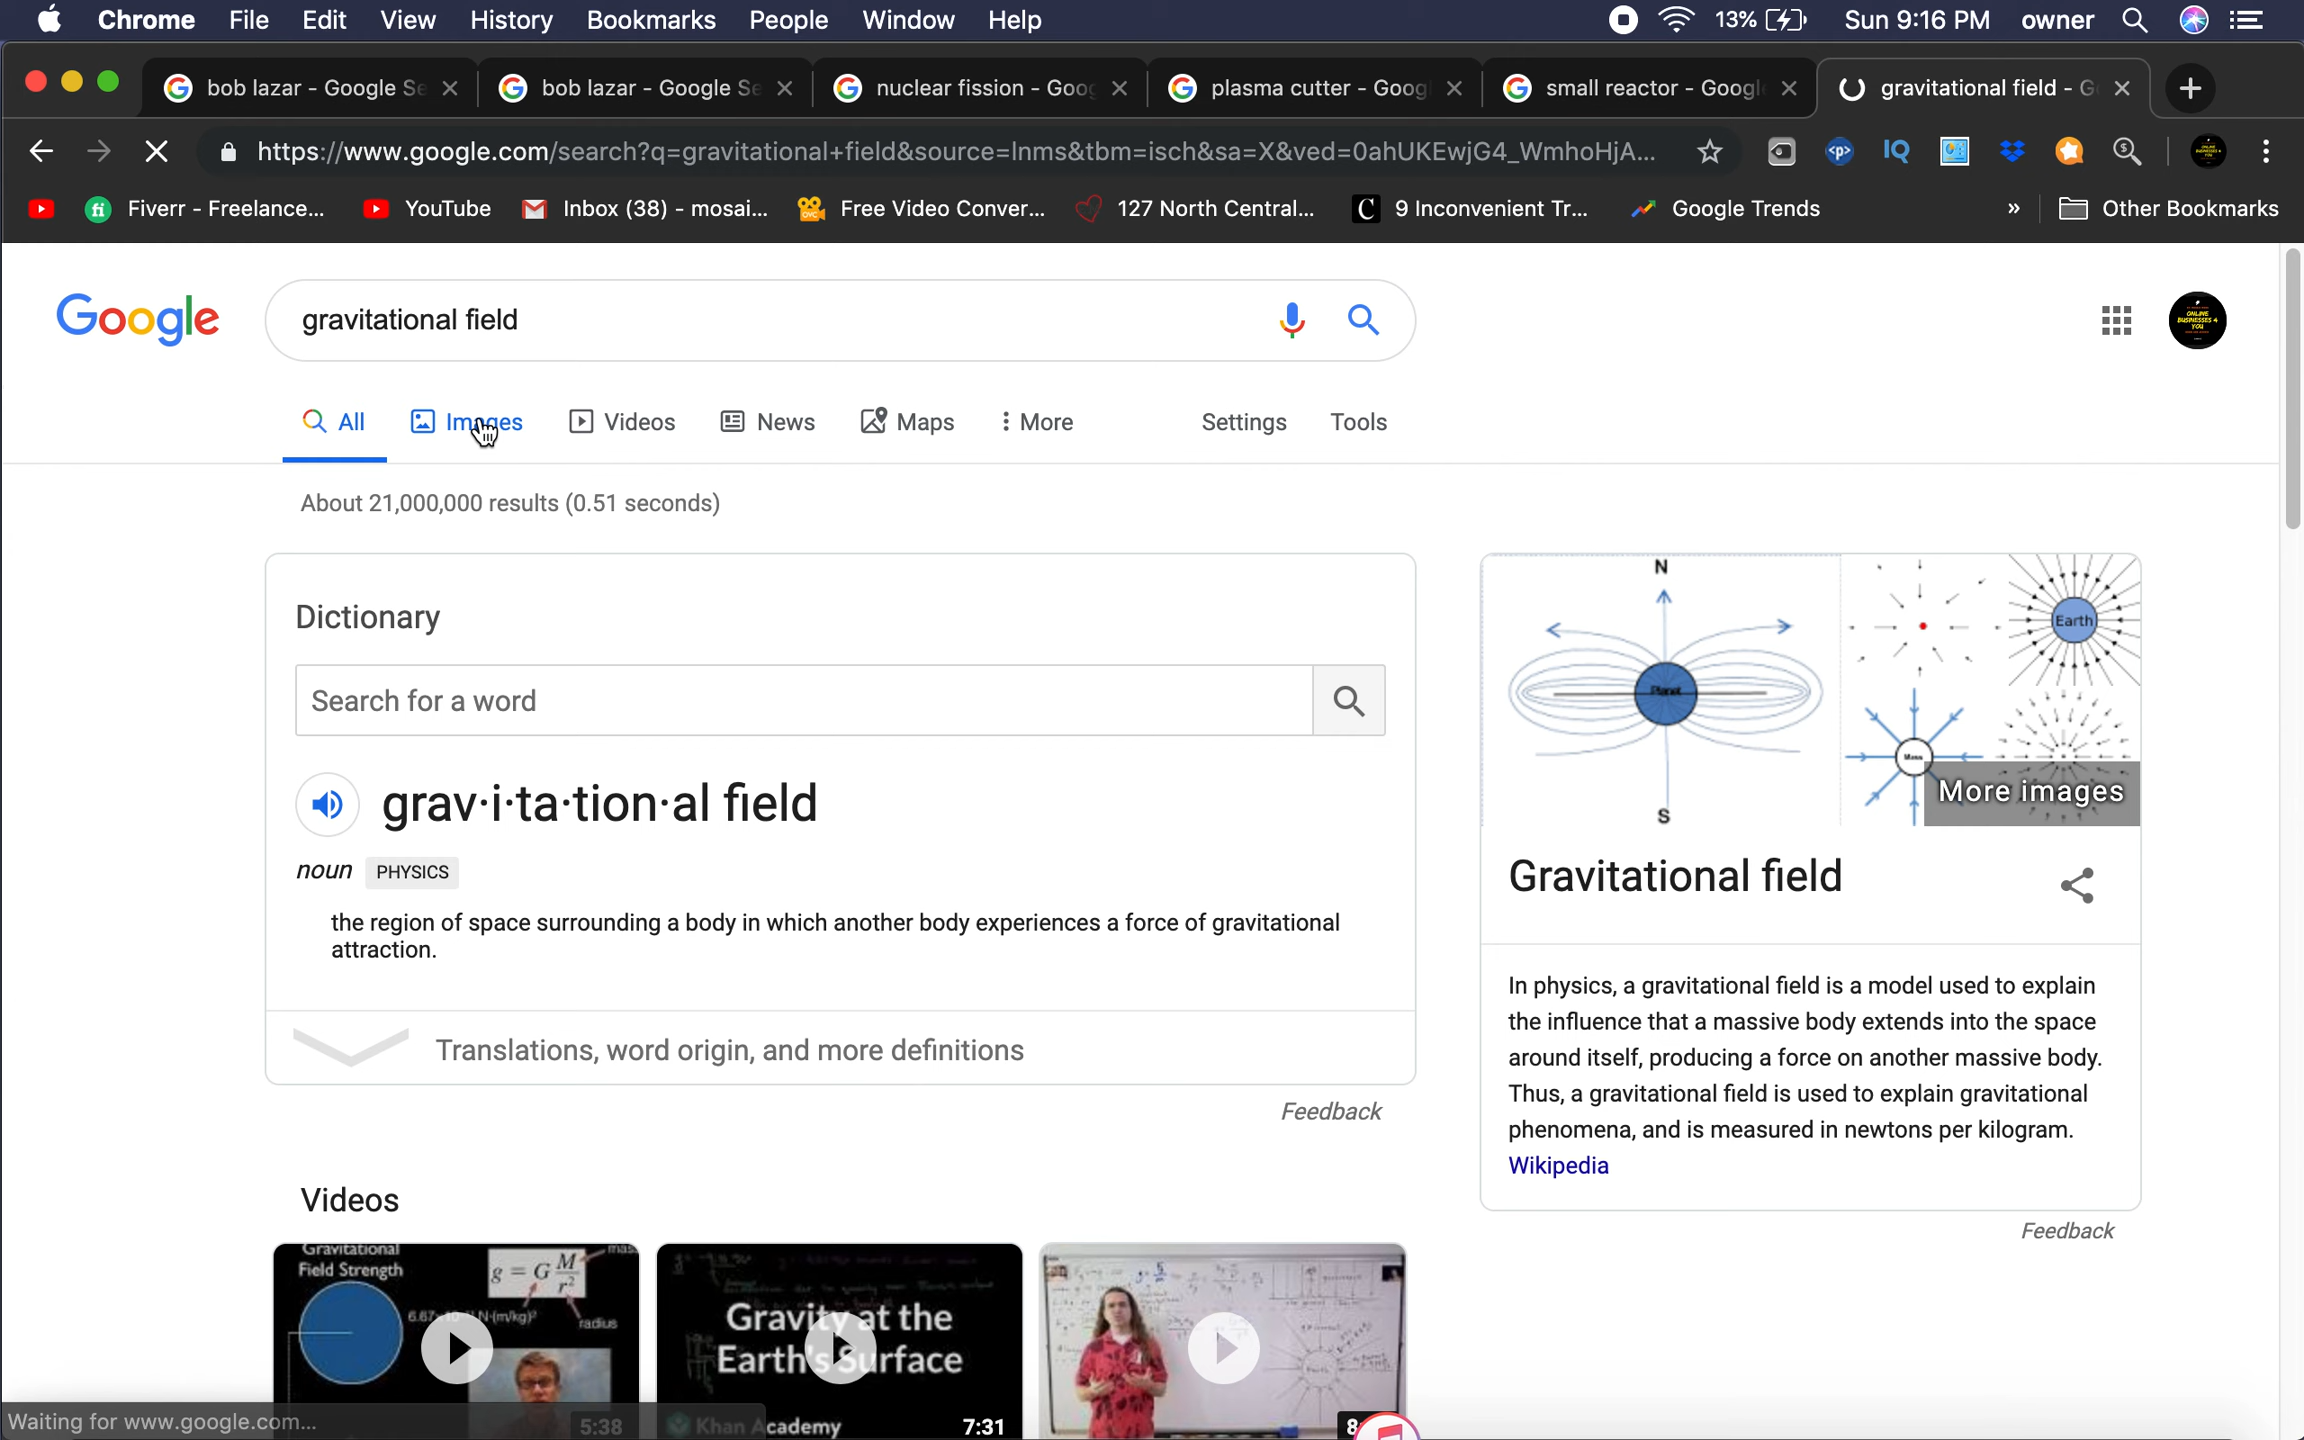 Chrome File Edit View History Bookmarks People Window Help 13% Sun 9:16 PM owner
bob lazar - Google Se bob lazar - Google Se nuclear fission - Goog plasma cutter - Googl small reactor - Googl gravitational field - G
https://www.google.com/search?q=gravitational+field&source=lnms&tbm=isch&sa=X&ved=0ahUKEwjG4_WmhoHjA...
Fiverr - Freelance... YouTube Inbox (38) - mosai... Free Video Conver... 127 North Central... 9 Inconvenient Tr... Google Trends » Other Bookmarks
Google gravitational field
All Images Videos News Maps More Settings Tools
About 21,000,000 results (0.51 seconds)
Dictionary
Search for a word
grav·i·ta·tion·al field
noun PHYSICS
the region of space surrounding a body in which another body experiences a force of gravitational
attraction.
Translations, word origin, and more definitions
Feedback
N
Planet
S
Earth
Mass
More images
Gravitational field
In physics, a gravitational field is a model used to explain
the influence that a massive body extends into the space
around itself, producing a force on another massive body.
Thus, a gravitational field is used to explain gravitational
phenomena, and is measured in newtons per kilogram.
Wikipedia
Feedback
Videos
Gravitational
Field Strength
g = G M/r²
mass
radius
5:38
Gravity at the
Earth's Surface
Khan Academy
7:31
8
Waiting for www.google.com...